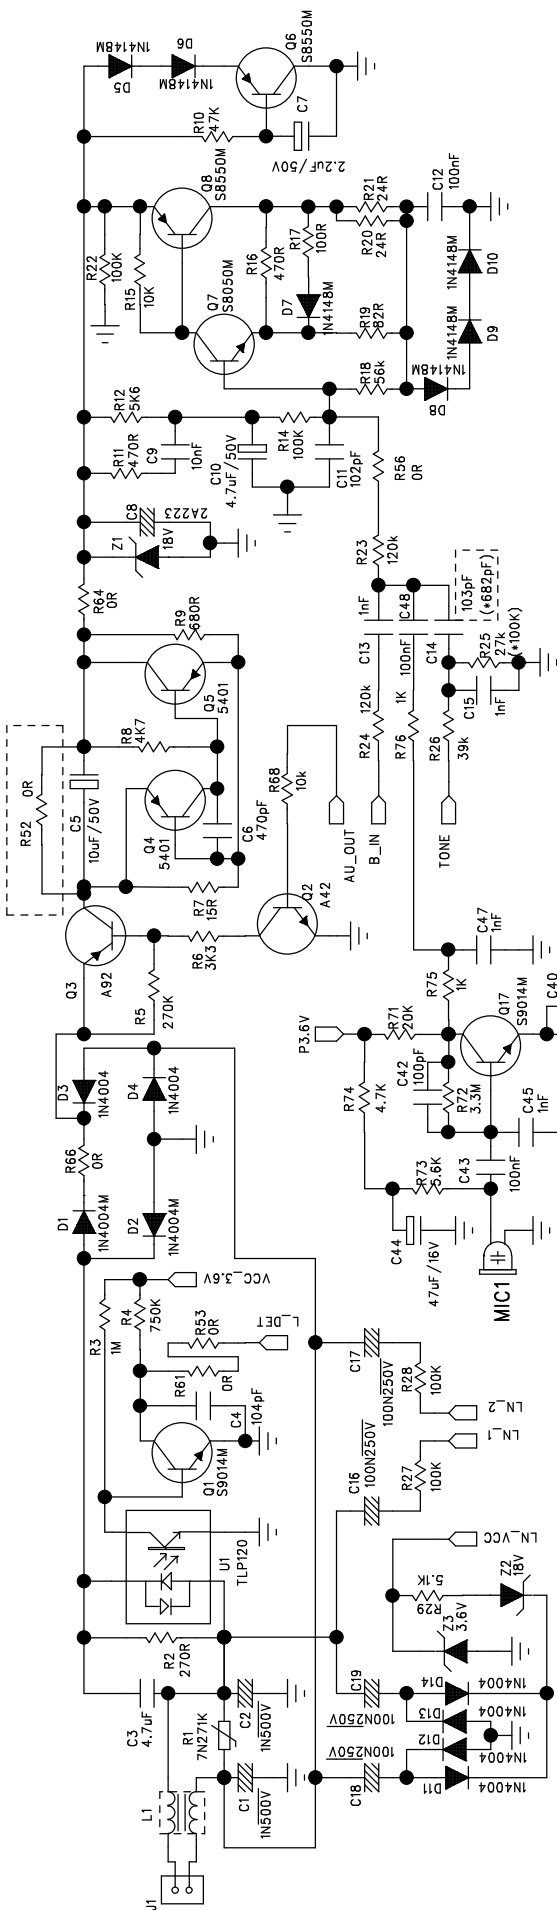 J1
L1
C3
4.7uF
R2
270R
R1
7N271K
C1
1N500V
C2
1N500V
U1
TLP120
Q1
S9014M
C4
104pF
R3
1M
R4
750K
R61
0R
R53
0R
VCC_3.6V
L_DET
D1
1N4004M
D2
1N4004M
R66
0R
D3
1N4004
D4
1N4004
R5
270K
Q3
A92
R6
3K3
R7
15R
Q4
5401
C5
10uF/50V
R52
0R
C6
470pF
R8
4K7
Q5
5401
R9
680R
Q2
A42
R68
10k
AU_OUT
R64
0R
Z1
18V
C8
2A223
R11
470R
R12
5K6
C9
10nF
C10
4.7uF/50V
R14
100K
C11
102pF
R22
100K
R15
10K
Q7
S8050M
Q8
S8550M
R16
470R
R17
100R
D7
1N4148M
R19
82R
R18
56k
R20
24R
R21
24R
C12
100nF
D8
1N4148M
D9
1N4148M
D10
1N4148M
D5
1N4148M
D6
1N4148M
Q6
S8550M
R10
47K
C7
2.2uF/50V
R56
0R
R23
120k
1nF
C13
C48
100nF
C14
103pF
(*682pF)
R24
120k
R76
1K
R26
39k
C15
1nF
R25
27k
(*100K)
B_IN
TONE
P3.6V
R71
20K
R75
1K
C47
1nF
Q17
S9014M
C40
R74
4.7K
C42
100pF
R72
3.3M
C45
1nF
R73
5.6K
C43
100nF
C44
47uF/16V
MIC1
C17
100N250V
R28
100K
LN_2
C16
100N250V
R27
100K
LN_1
LN_VCC
R29
5.1K
Z2
18V
Z3
3.6V
C19
100N250V
C18
100N250V
D14
1N4004
D13
1N4004
D12
1N4004
D11
1N4004